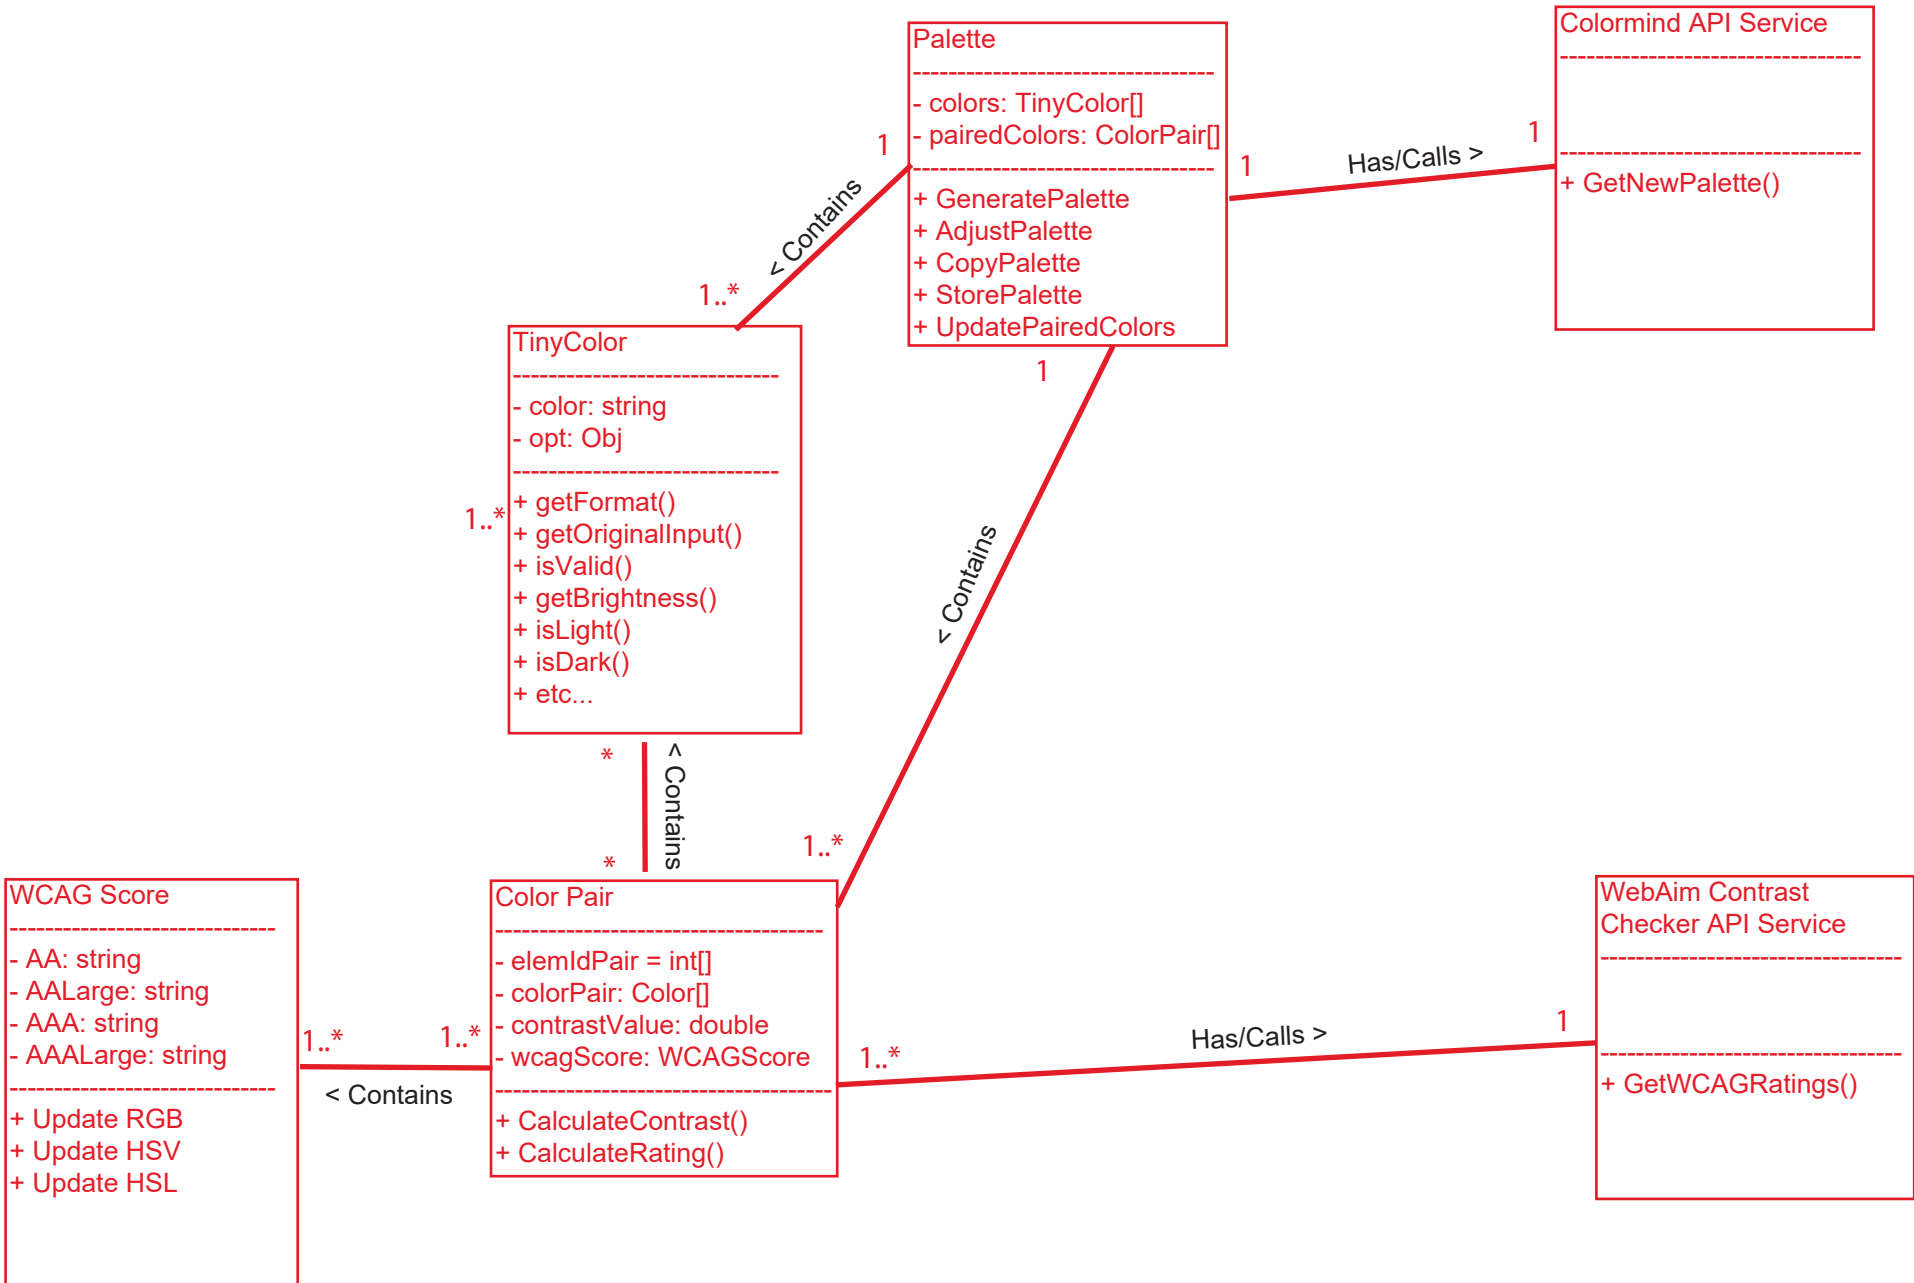 Palette
- colors: TinyColor[]
- pairedColors: ColorPair[]
+ GeneratePalette
+ AdjustPalette
+ CopyPalette
+ StorePalette
+ UpdatePairedColors
Colormind API Service
+ GetNewPalette()
1
Has/Calls >
1
1
< Contains
1..*
TinyColor
- color: string
- opt: Obj
+ getFormat()
+ getOriginalInput()
+ isValid()
+ getBrightness()
+ isLight()
+ isDark()
+ etc...
1..*
1
< Contains
1..*
*
< Contains
*
WCAG Score
- AA: string
- AALarge: string
- AAA: string
- AAALarge: string
+ Update RGB
+ Update HSV
+ Update HSL
1..*
1..*
< Contains
Color Pair
- elemIdPair = int[]
- colorPair: Color[]
- contrastValue: double
- wcagScore: WCAGScore
+ CalculateContrast()
+ CalculateRating()
1..*
Has/Calls >
1
WebAim Contrast
Checker API Service
+ GetWCAGRatings()